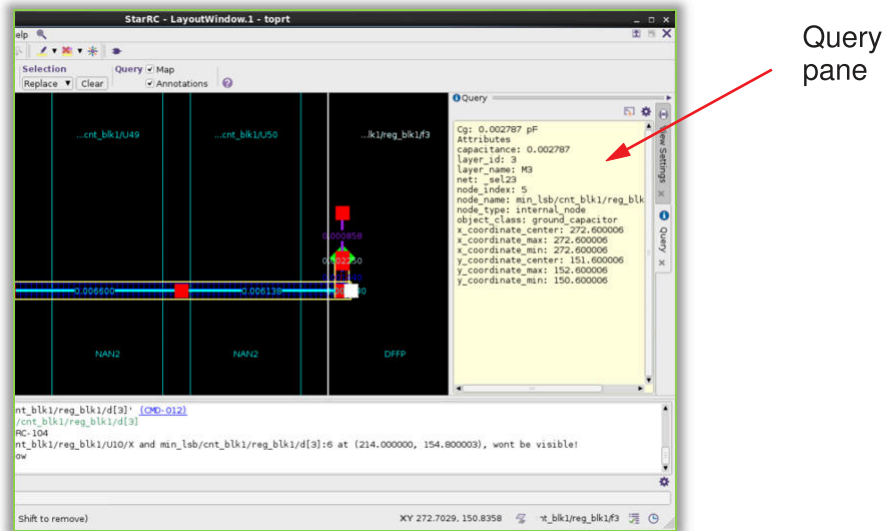 StarRC - LayoutWindow.1 - toprt
elp
Selection
Query
Map
Replace
Clear
Annotations
Query
pane
Query
...cnt_blk1/U49
...cnt_blk1/U50
...lk1/reg_blk1/f3
Cg: 0.002787 pF
Attributes
capacitance: 0.002787
layer_id: 3
layer_name: M3
net: _sel23
node_index: 5
node_name: min_lsb/cnt_blk1/reg_blk
node_type: internal_node
object_class: ground_capacitor
x_coordinate_center: 272.600006
x_coordinate_max: 272.600006
x_coordinate_min: 272.600006
y_coordinate_center: 151.600006
y_coordinate_max: 152.600006
y_coordinate_min: 150.600006
View Settings
Query
0.006600
0.006138
NAN2
NAN2
DFFP
nt_blk1/reg_blk1/d[3]' (CMD-012)
/cnt_blk1/reg_blk1/d[3]
RC-104
nt_blk1/reg_blk1/U10/X and min_lsb/cnt_blk1/reg_blk1/d[3]:6 at (214.000000, 154.800003), wont be visible!
ow
Shift to remove)
XY 272.7029, 150.8358
nt_blk1/reg_blk1/f3